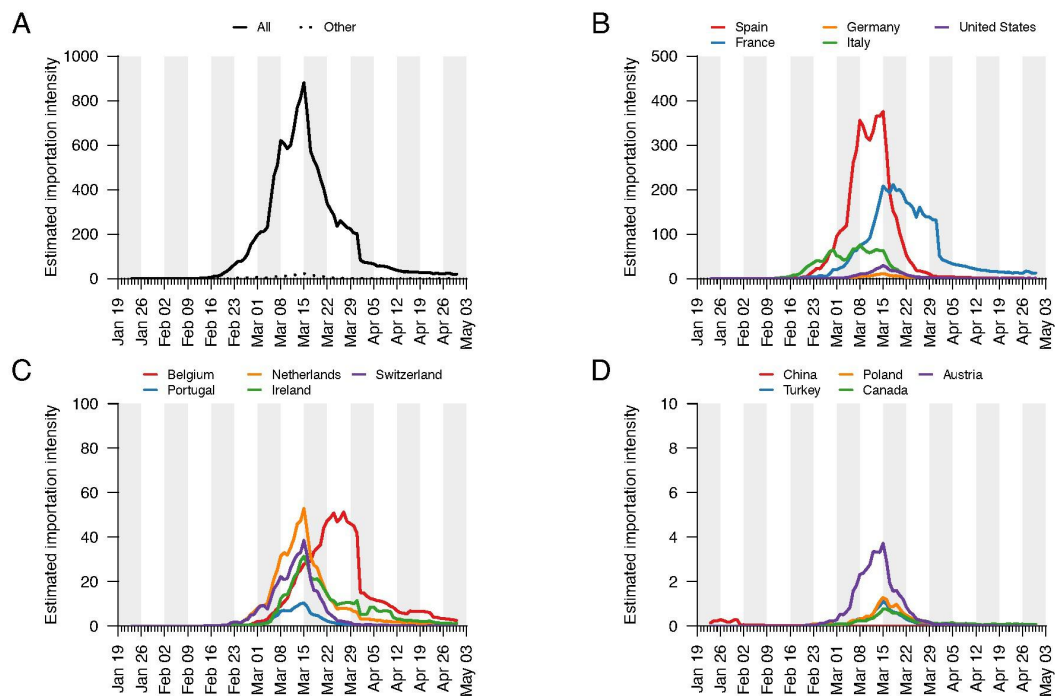 A
All Other
Estimated importation intensity
1000
800
600
400
200
0
Jan 19 Jan 26 Feb 02 Feb 09 Feb 16 Feb 23 Mar 01 Mar 08 Mar 15 Mar 22 Mar 29 Apr 05 Apr 12 Apr 19 Apr 26 May 03
B
Spain Germany United States
France Italy
Estimated importation intensity
500
400
300
200
100
0
Jan 19 Jan 26 Feb 02 Feb 09 Feb 16 Feb 23 Mar 01 Mar 08 Mar 15 Mar 22 Mar 29 Apr 05 Apr 12 Apr 19 Apr 26 May 03
C
Belgium Netherlands Switzerland
Portugal Ireland
Estimated importation intensity
100
80
60
40
20
0
Jan 19 Jan 26 Feb 02 Feb 09 Feb 16 Feb 23 Mar 01 Mar 08 Mar 15 Mar 22 Mar 29 Apr 05 Apr 12 Apr 19 Apr 26 May 03
D
China Poland Austria
Turkey Canada
Estimated importation intensity
10
8
6
4
2
0
Jan 19 Jan 26 Feb 02 Feb 09 Feb 16 Feb 23 Mar 01 Mar 08 Mar 15 Mar 22 Mar 29 Apr 05 Apr 12 Apr 19 Apr 26 May 03